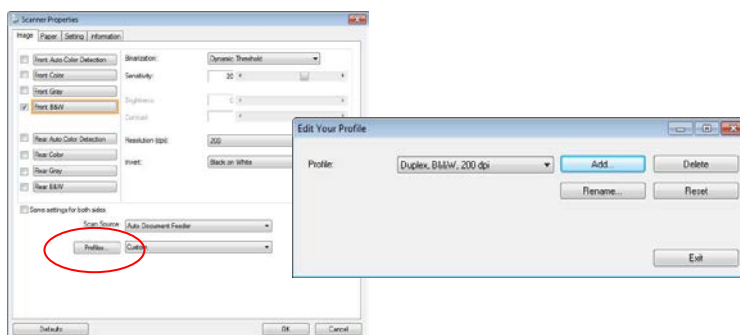 Scanner Properties
Image Paper Setting Information
Front Auto Color Detection
Front Color
Front Gray
Front B&W
Rear Auto Color Detection
Rear Color
Rear Gray
Rear B&W
Binarization: Dynamic Threshold
Sensitivity: 20
Brightness: 0
Contrast:
Resolution (dpi): 200
Invert: Black on White
Same settings for both sides
Scan Source: Auto Document Feeder
Profiles... Custom
Defaults OK Cancel
Edit Your Profile
Profile: Duplex, B&W, 200 dpi Add... Delete
Rename... Reset
Exit